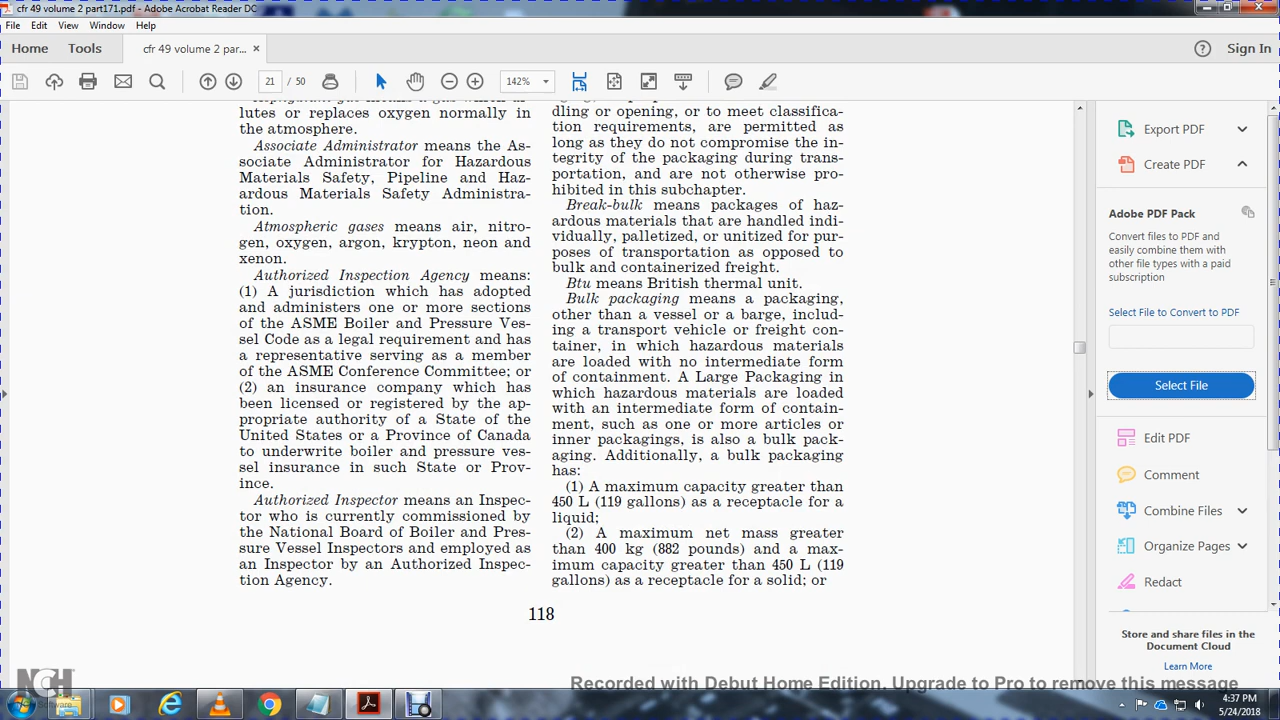 cfr 49 volume 2 part171.pdf - Adobe Acrobat Reader DC
File Edit View Window Help
Home Tools cfr 49 volume 2 par... × Sign In
21 / 50 142%
Asphyxiant gas means a gas which di-
lutes or replaces oxygen normally in
the atmosphere.
Associate Administrator means the As-
sociate Administrator for Hazardous
Materials Safety, Pipeline and Haz-
ardous Materials Safety Administra-
tion.
Atmospheric gases means air, nitro-
gen, oxygen, argon, krypton, neon and
xenon.
Authorized Inspection Agency means:
(1) A jurisdiction which has adopted
and administers one or more sections
of the ASME Boiler and Pressure Ves-
sel Code as a legal requirement and has
a representative serving as a member
of the ASME Conference Committee; or
(2) an insurance company which has
been licensed or registered by the ap-
propriate authority of a State of the
United States or a Province of Canada
to underwrite boiler and pressure ves-
sel insurance in such State or Prov-
ince.
Authorized Inspector means an Inspec-
tor who is currently commissioned by
the National Board of Boiler and Pres-
sure Vessel Inspectors and employed as
an Inspector by an Authorized Inspec-
tion Agency.
dling or opening, or to meet classifica-
tion requirements, are permitted as
long as they do not compromise the in-
tegrity of the packaging during trans-
portation, and are not otherwise pro-
hibited in this subchapter.
Break-bulk means packages of haz-
ardous materials that are handled indi-
vidually, palletized, or unitized for pur-
poses of transportation as opposed to
bulk and containerized freight.
Btu means British thermal unit.
Bulk packaging means a packaging,
other than a vessel or a barge, includ-
ing a transport vehicle or freight con-
tainer, in which hazardous materials
are loaded with no intermediate form
of containment. A Large Packaging in
which hazardous materials are loaded
with an intermediate form of contain-
ment, such as one or more articles or
inner packagings, is also a bulk pack-
aging. Additionally, a bulk packaging
has:
(1) A maximum capacity greater than
450 L (119 gallons) as a receptacle for a
liquid;
(2) A maximum net mass greater
than 400 kg (882 pounds) and a max-
imum capacity greater than 450 L (119
gallons) as a receptacle for a solid; or
118
Export PDF
Create PDF
Adobe PDF Pack
Convert files to PDF and
easily combine them with
other file types with a paid
subscription
Select File to Convert to PDF
Select File
Edit PDF
Comment
Combine Files
Organize Pages
Redact
Store and share files in the
Document Cloud
Learn More
NCH
Software
Recorded with Debut Home Edition. Upgrade to Pro to remove this message
4:37 PM
5/24/2018